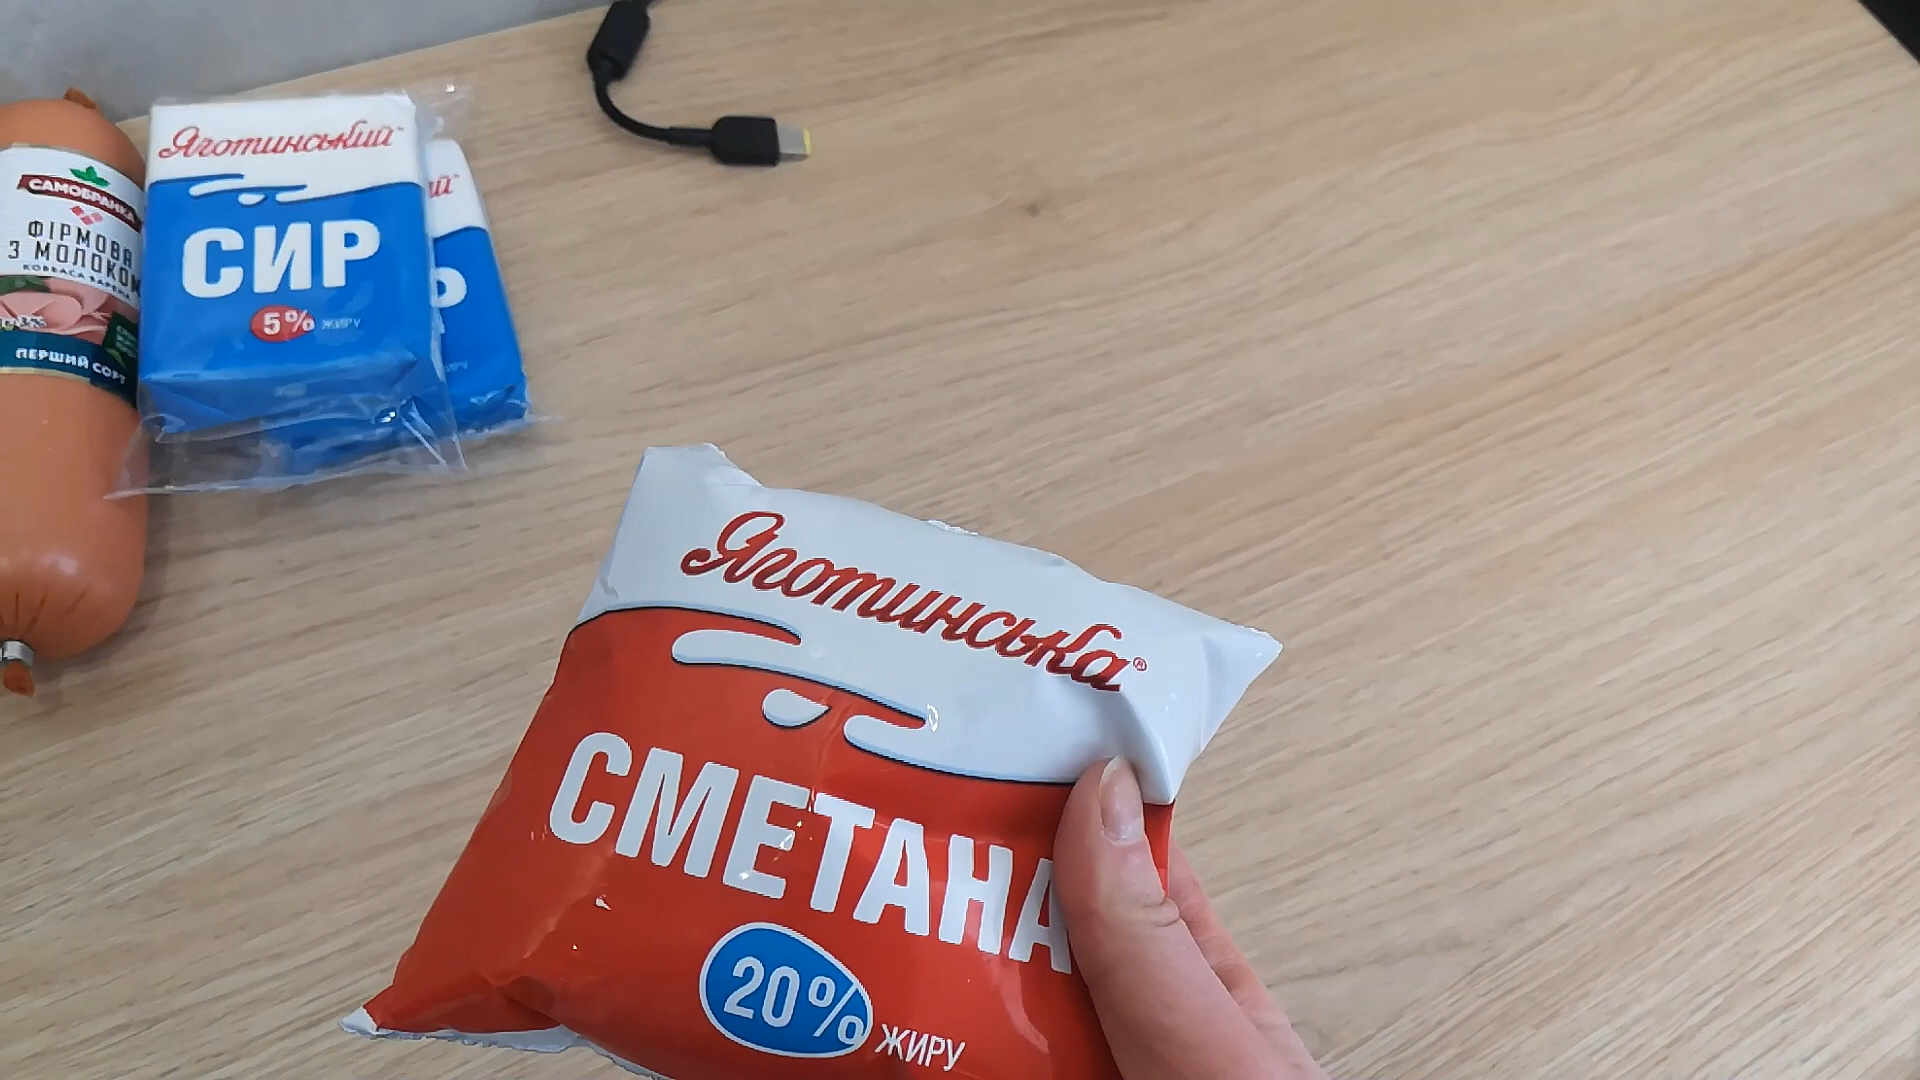 САМОБРАНКА
ФІРМОВА
З МОЛОКОМ
КОВБАСА ВАРЕНА
ПЕРШИЙ СОРТ
Яготинський
СИР
5% ЖИРУ
Яготинська®
СМЕТАНА
20% ЖИРУ